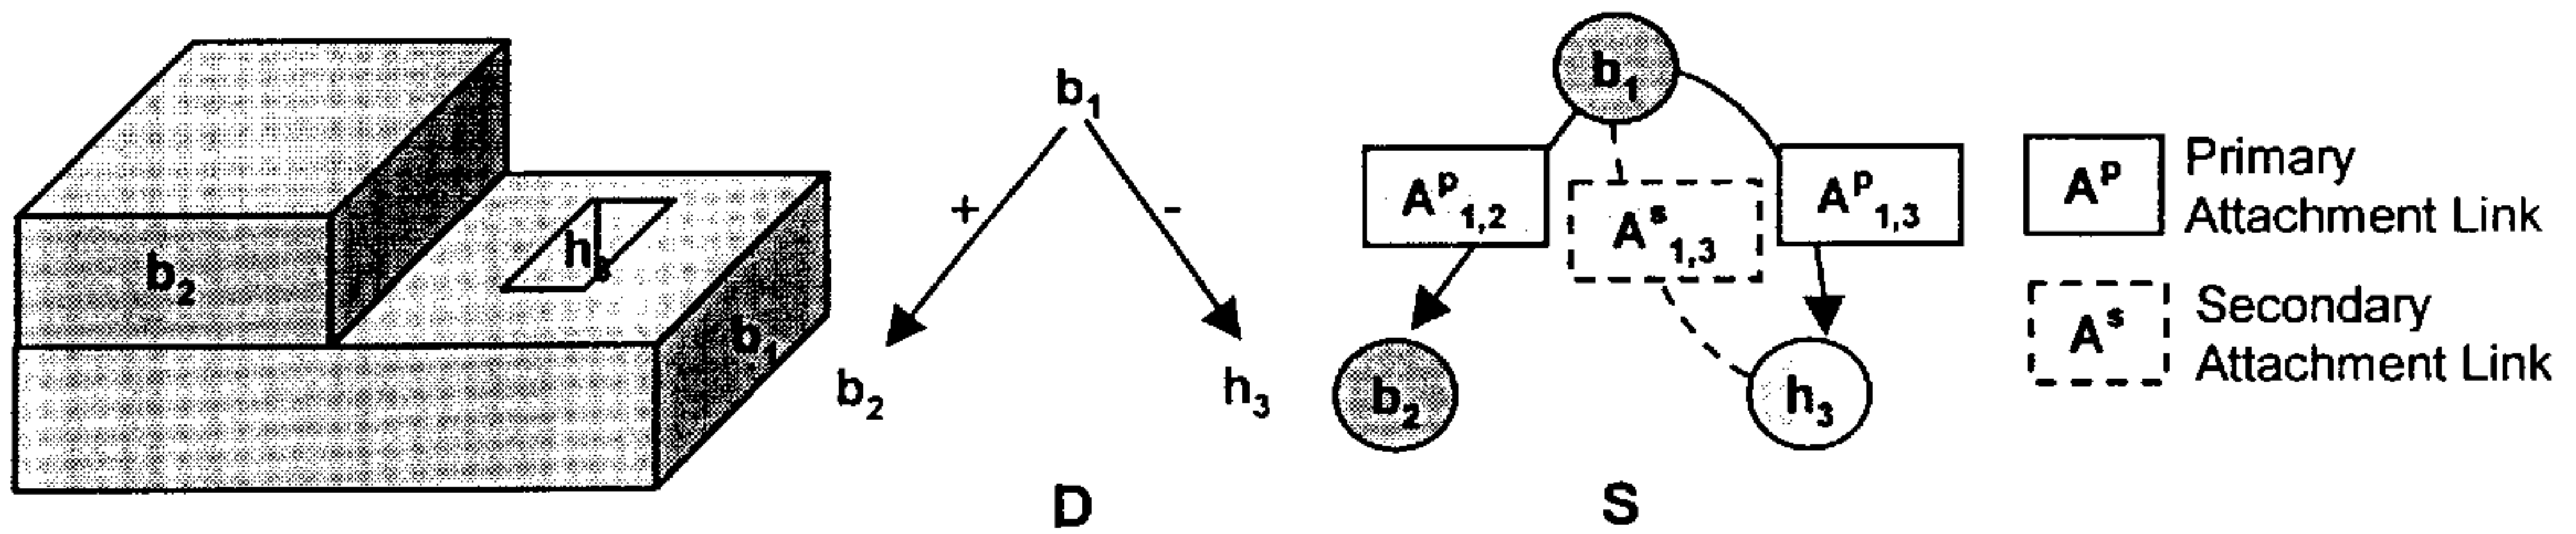 b₂
h₃
b₁
b₁
+
-
b₂
h₃
D
b₁
Aᵖ₁,₂
Aˢ₁,₃
Aᵖ₁,₃
b₂
h₃
S
Aᵖ
Primary
Attachment Link
Aˢ
Secondary
Attachment Link